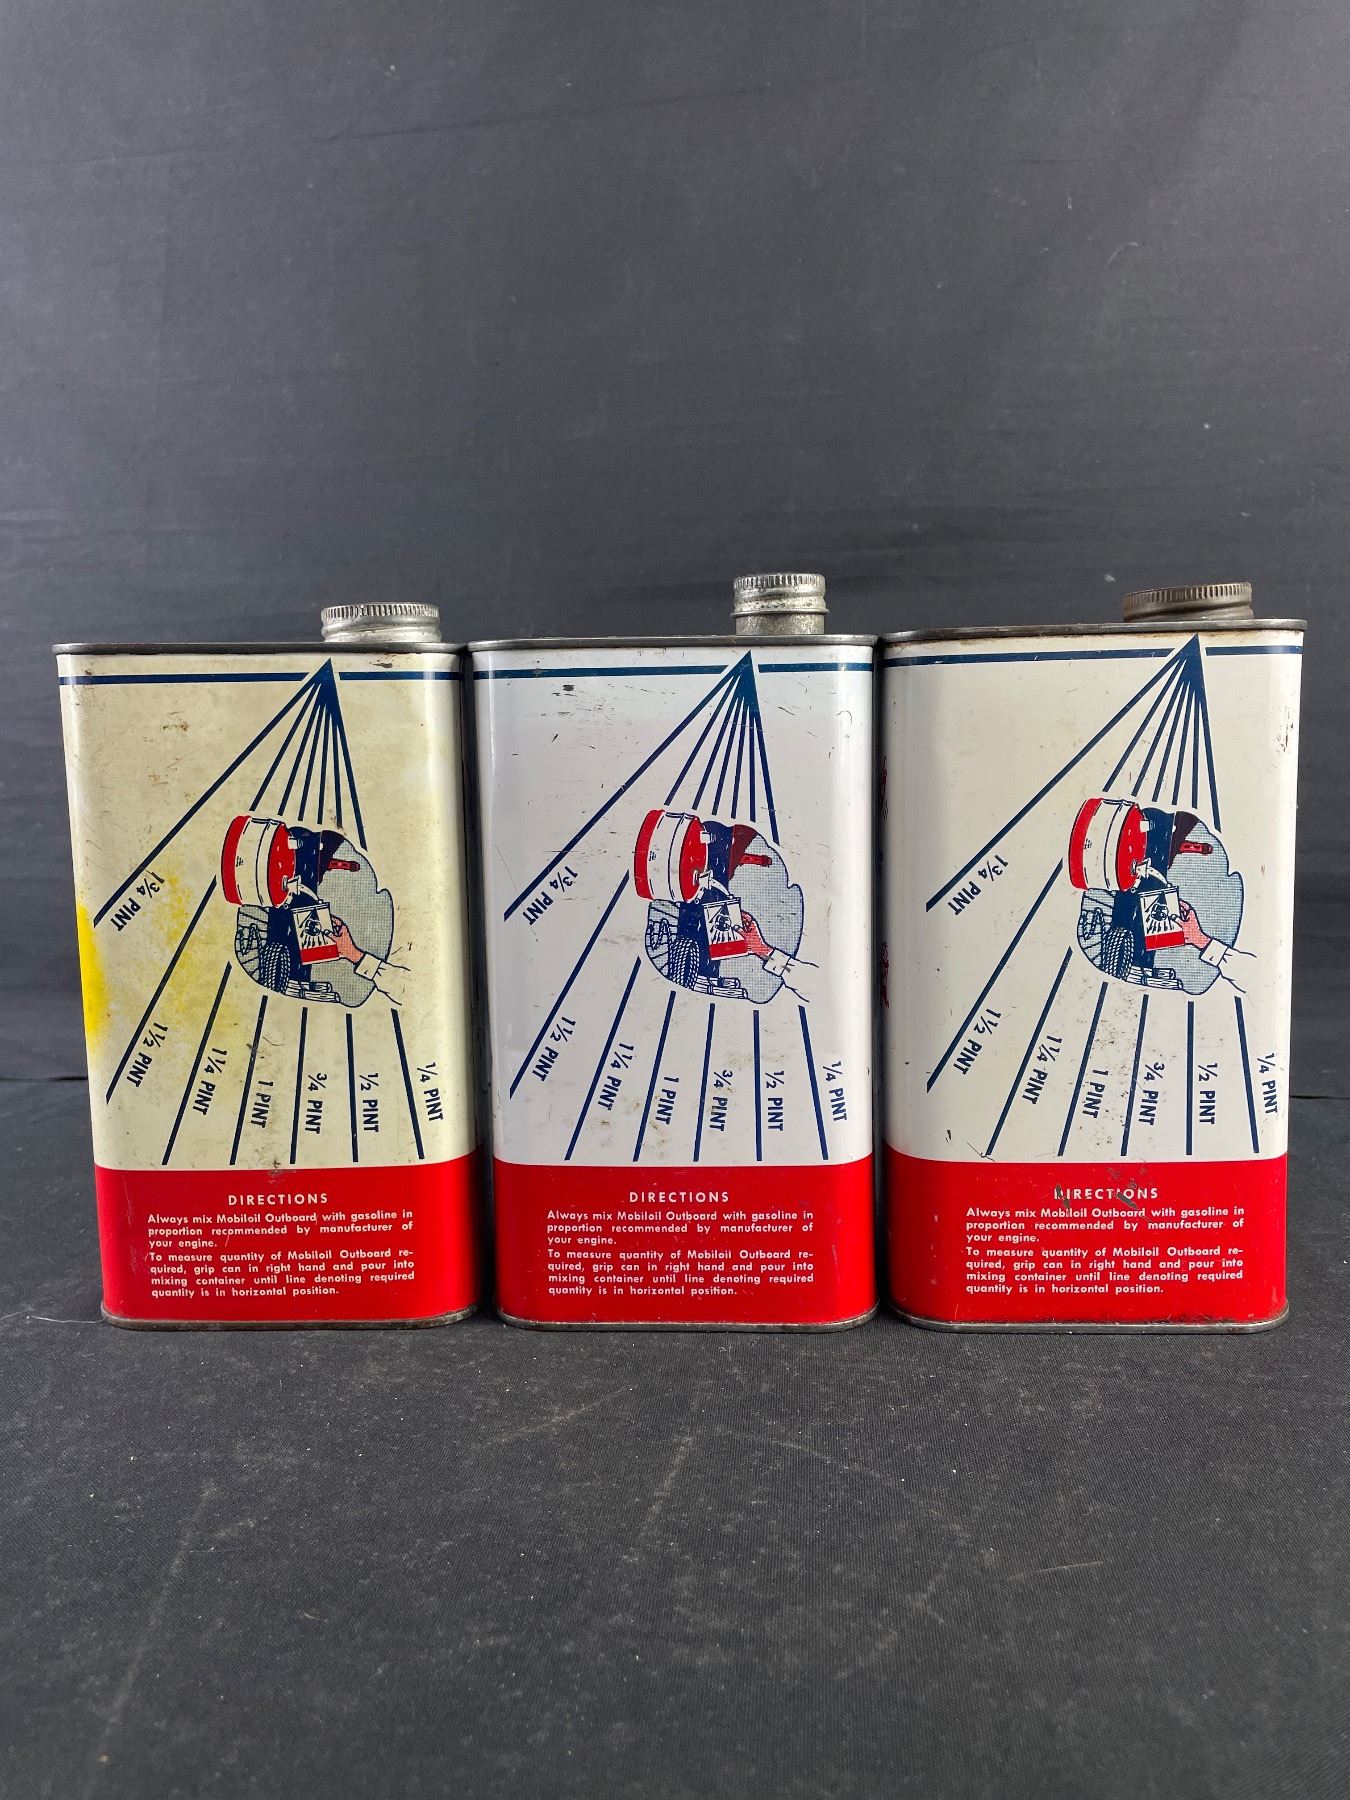 1¾ PINT
1½ PINT
1¼ PINT
1 PINT
¾ PINT
½ PINT
¼ PINT
DIRECTIONS
Always mix Mobiloil Outboard with gasoline in
proportion recommended by manufacturer of
your engine.
To measure quantity of Mobiloil Outboard re-
quired, grip can in right hand and pour into
mixing container until line denoting required
quantity is in horizontal position.
1¾ PINT
1½ PINT
1¼ PINT
1 PINT
¾ PINT
½ PINT
¼ PINT
DIRECTIONS
Always mix Mobiloil Outboard with gasoline in
proportion recommended by manufacturer of
your engine.
To measure quantity of Mobiloil Outboard re-
quired, grip can in right hand and pour into
mixing container until line denoting required
quantity is in horizontal position.
1¾ PINT
1½ PINT
1¼ PINT
1 PINT
¾ PINT
½ PINT
¼ PINT
DIRECTIONS
Always mix Mobiloil Outboard with gasoline in
proportion recommended by manufacturer of
your engine.
To measure quantity of Mobiloil Outboard re-
quired, grip can in right hand and pour into
mixing container until line denoting required
quantity is in horizontal position.